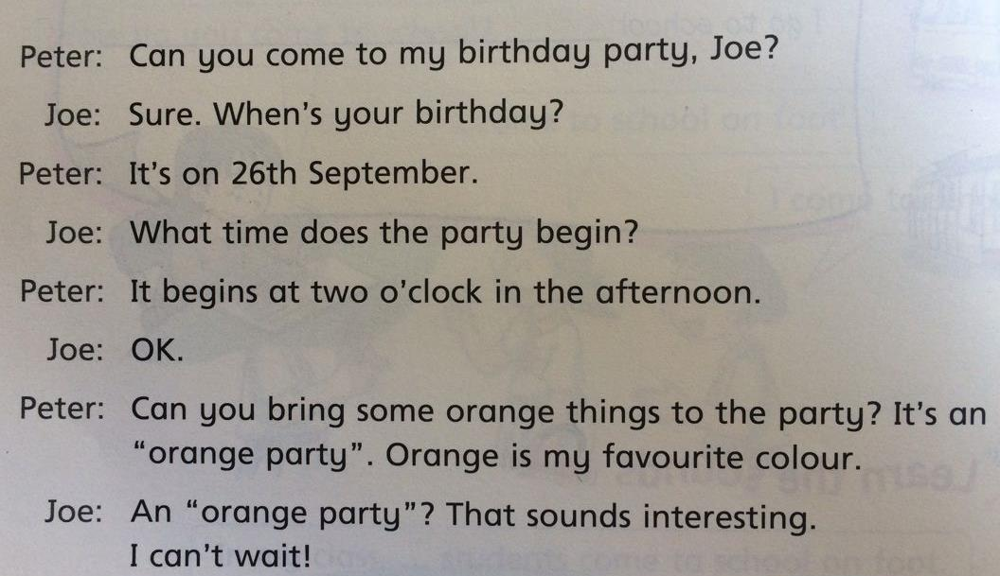 Peter: Can you come to my birthday party, Joe?
Joe: Sure. When's your birthday?
Peter: It's on 26th September.
Joe: What time does the party begin?
Peter: It begins at two o'clock in the afternoon.
Joe: OK.
Peter: Can you bring some orange things to the party? It's an
“orange party”. Orange is my favourite colour.
Joe: An “orange party”? That sounds interesting.
I can't wait!